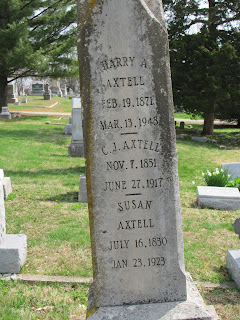 HARRY A.
AXTELL
FEB. 19, 1871
MAR. 13, 1948
C. J. AXTELL
NOV. 7, 1851
JUNE 27, 1917
SUSAN
AXTELL
JULY 16, 1830
JAN 23, 1923